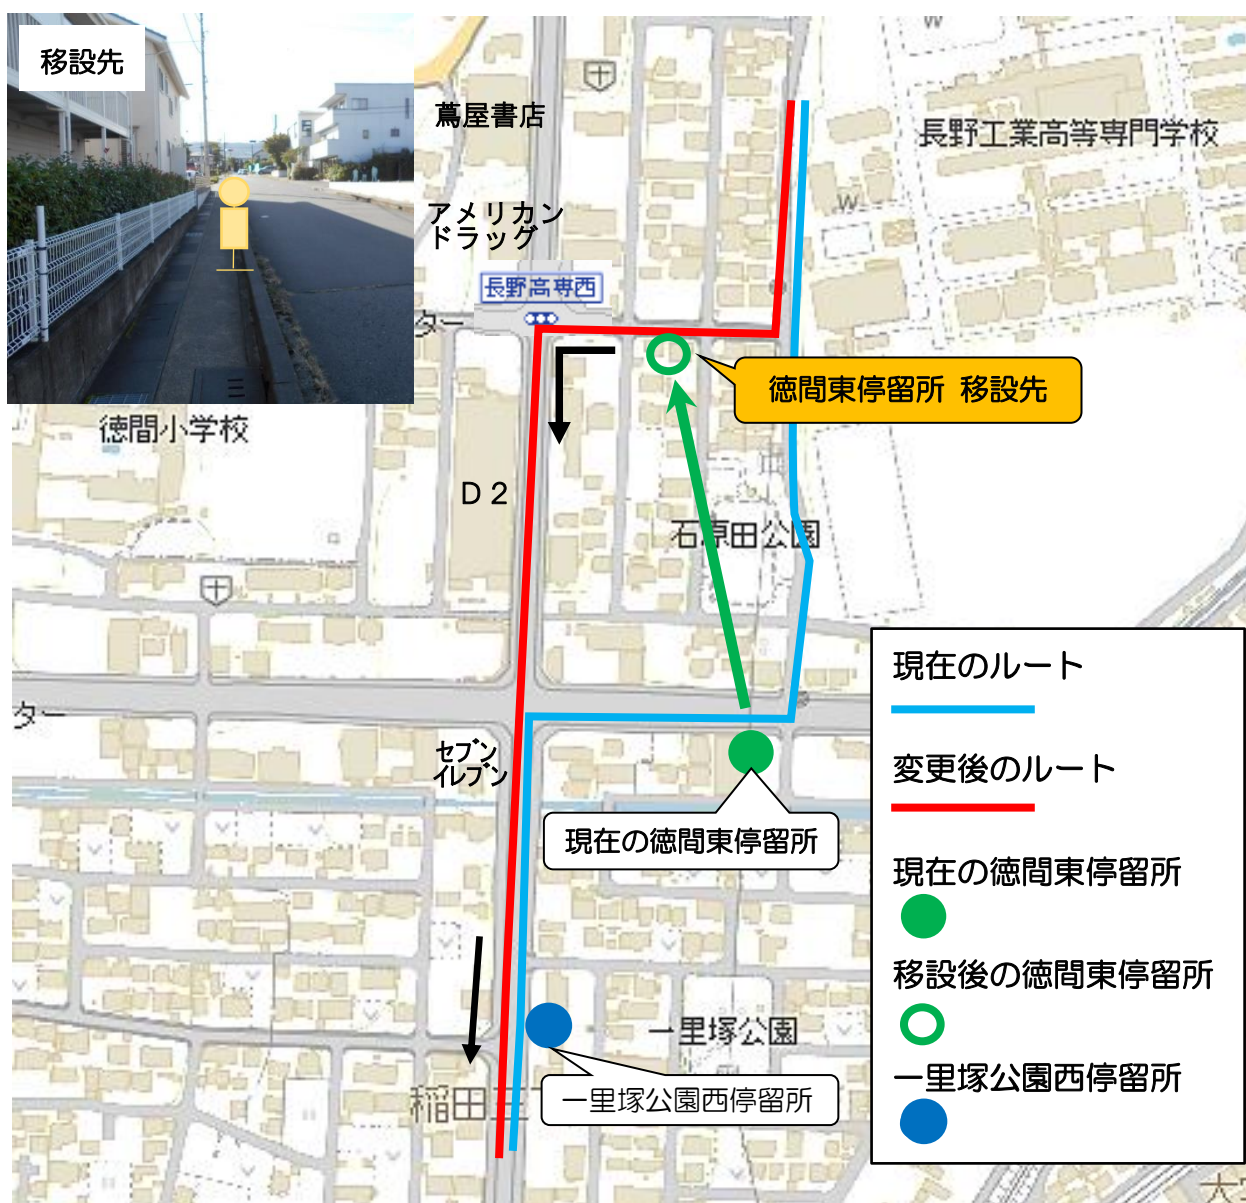 移設先
蔦屋書店
W
長野工業高等専門学校
W
アメリカン
ドラッグ
長野高専西
ター
徳間東停留所 移設先
徳間小学校
D2
石原田公園
現在のルート
ター
セブン
イレブン
変更後のルート
現在の徳間東停留所
現在の徳間東停留所
移設後の徳間東停留所
一里塚公園
一里塚公園西停留所
一里塚公園西停留所
稲田三